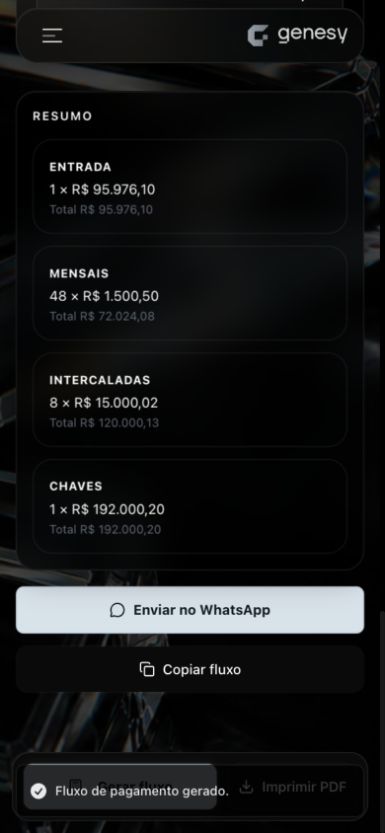 genesy
RESUMO
ENTRADA
1 × R$ 95.976,10
Total R$ 95.976,10
MENSAIS
48 × R$ 1.500,50
Total R$ 72.024,08
INTERCALADAS
8 × R$ 15.000,02
Total R$ 120.000,13
CHAVES
1 × R$ 192.000,20
Total R$ 192.000,20
Enviar no WhatsApp
Copiar fluxo
Fluxo de pagamento gerado.
Imprimir PDF